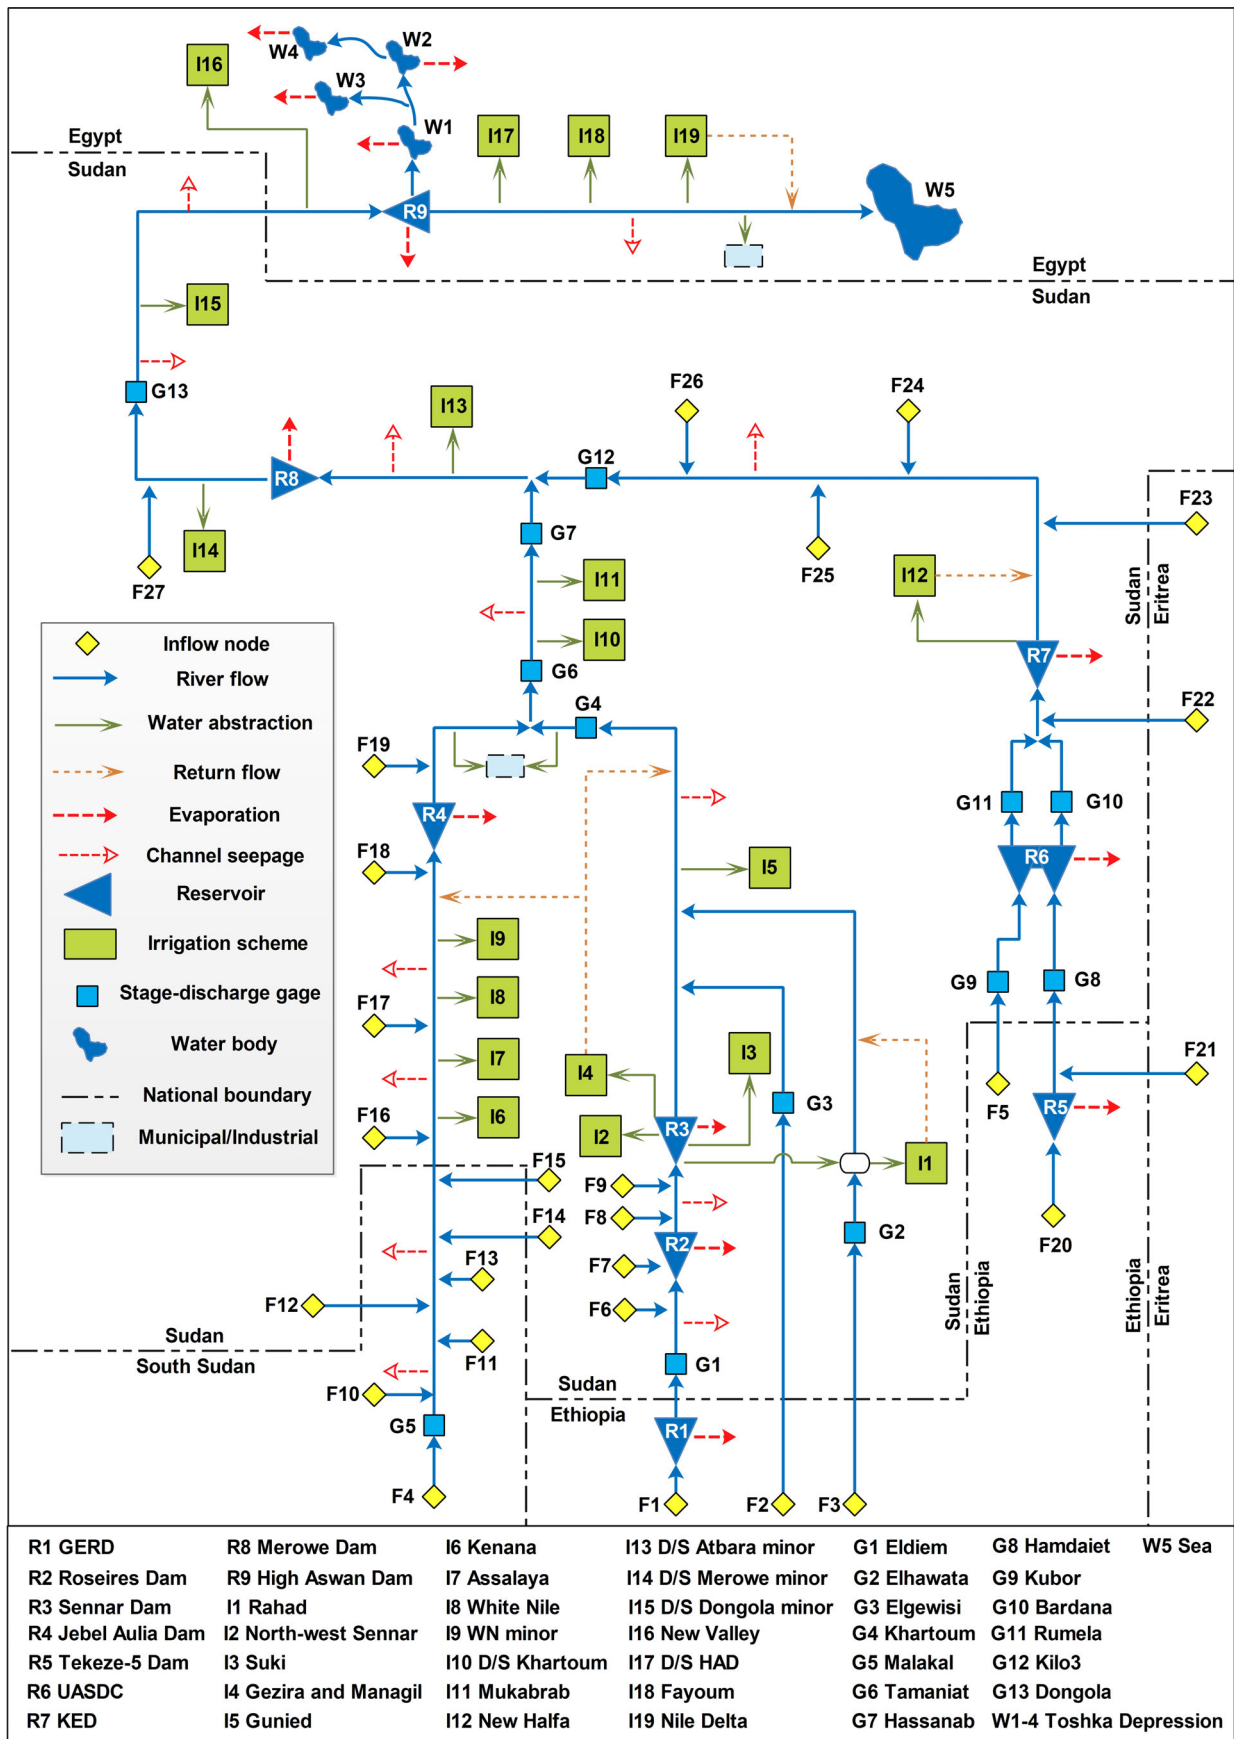 W4
W2
W3
W1
I16
I17
I18
I19
W5
Egypt
Sudan
R9
Egypt
Sudan
I15
G13
F26
F24
I13
G12
R8
F23
G7
I14
F27
F25
I12
Sudan
Eritrea
I11
I10
R7
G6
G4
F22
F19
G11
G10
R4
R6
F18
I5
I9
G9
G8
I8
F17
I3
I7
I4
F21
G3
F5
R5
I6
F16
I2
R3
I1
F15
F9
F14
F8
G2
F20
R2
F13
F7
F12
F6
Sudan
Ethiopia
Ethiopia
Eritrea
Sudan
South Sudan
F11
G1
F10
Sudan
Ethiopia
G5
R1
F4
F1
F2
F3
Inflow node
River flow
Water abstraction
Return flow
Evaporation
Channel seepage
Reservoir
Irrigation scheme
Stage-discharge gage
Water body
National boundary
Municipal/Industrial
R1 GERD
R2 Roseires Dam
R3 Sennar Dam
R4 Jebel Aulia Dam
R5 Tekeze-5 Dam
R6 UASDC
R7 KED
R8 Merowe Dam
R9 High Aswan Dam
I1 Rahad
I2 North-west Sennar
I3 Suki
I4 Gezira and Managil
I5 Gunied
I6 Kenana
I7 Assalaya
I8 White Nile
I9 WN minor
I10 D/S Khartoum
I11 Mukabrab
I12 New Halfa
I13 D/S Atbara minor
I14 D/S Merowe minor
I15 D/S Dongola minor
I16 New Valley
I17 D/S HAD
I18 Fayoum
I19 Nile Delta
G1 Eldiem
G2 Elhawata
G3 Elgewisi
G4 Khartoum
G5 Malakal
G6 Tamaniat
G7 Hassanab
G8 Hamdaiet
G9 Kubor
G10 Bardana
G11 Rumela
G12 Kilo3
G13 Dongola
W1-4 Toshka Depression
W5 Sea